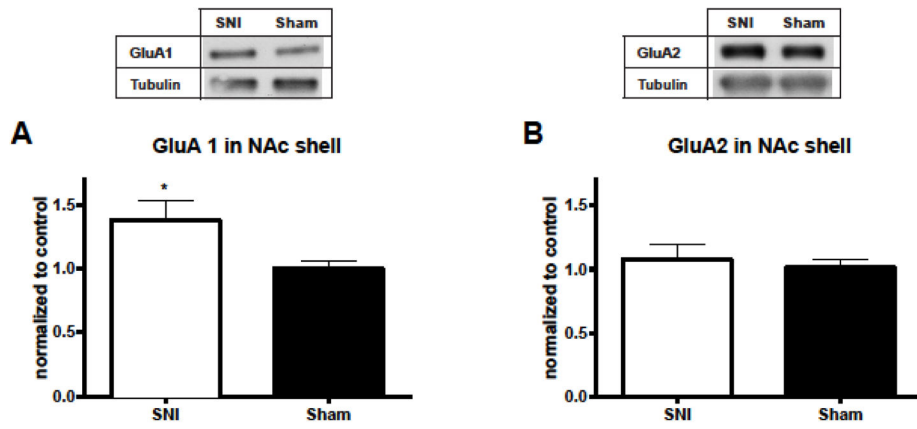 SNI Sham
GluA1
Tubulin
SNI Sham
GluA2
Tubulin
A
GluA 1 in NAc shell
normalized to control
1.5
1.0
0.5
0.0
*
SNI Sham
B
GluA2 in NAc shell
normalized to control
1.5
1.0
0.5
0.0
SNI Sham